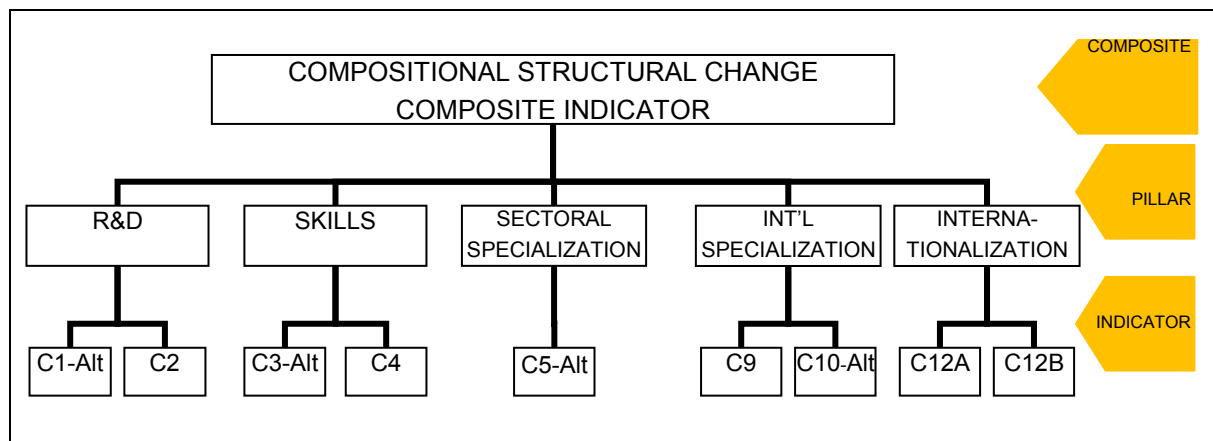 COMPOSITE
COMPOSITIONAL STRUCTURAL CHANGE
COMPOSITE INDICATOR
PILLAR
R&D
SKILLS
SECTORAL
SPECIALIZATION
INT'L
SPECIALIZATION
INTERNA-
TIONALIZATION
INDICATOR
C1-Alt
C2
C3-Alt
C4
C5-Alt
C9
C10-Alt
C12A
C12B